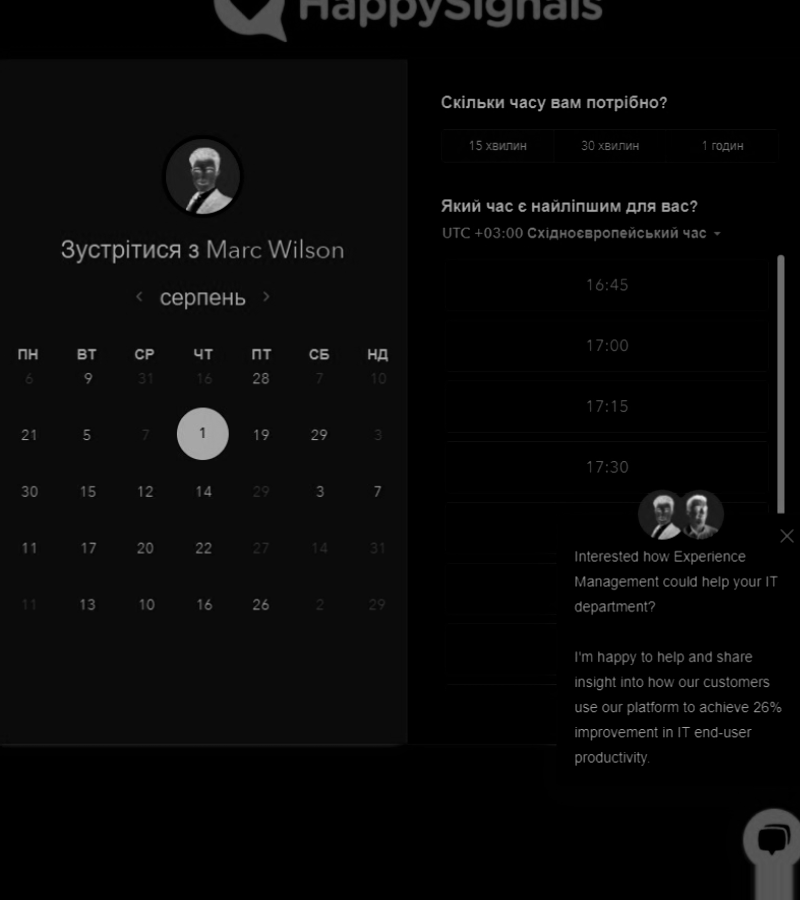 HappySignals
Зустрітися з Marc Wilson
серпень
ПН ВТ СР ЧТ ПТ СБ НД
6 9 31 16 28 7 10
21 5 7 1 19 29 3
30 15 12 14 29 3 7
11 17 20 22 27 14 31
11 13 10 16 26 2 29
Скільки часу вам потрібно?
15 хвилин 30 хвилин 1 годин
Який час є найліпшим для вас?
UTC +03:00 Східноєвропейський час
16:45
17:00
17:15
17:30
Interested how Experience
Management could help your IT
department?
I'm happy to help and share
insight into how our customers
use our platform to achieve 26%
improvement in IT end-user
productivity.